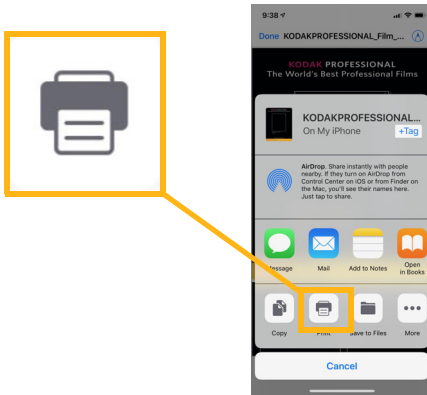 9:38
Done KODAKPROFESSIONAL_Film_...
KODAK PROFESSIONAL
The World's Best Professional Films
KODAKPROFESSIONAL...
On My iPhone
+Tag
AirDrop. Share instantly with people
nearby. If they turn on AirDrop from
Control Center on iOS or from Finder on
the Mac, you'll see their names here.
Just tap to share.
Message Mail Add to Notes Open
in Books
Copy Print Save to Files More
Cancel